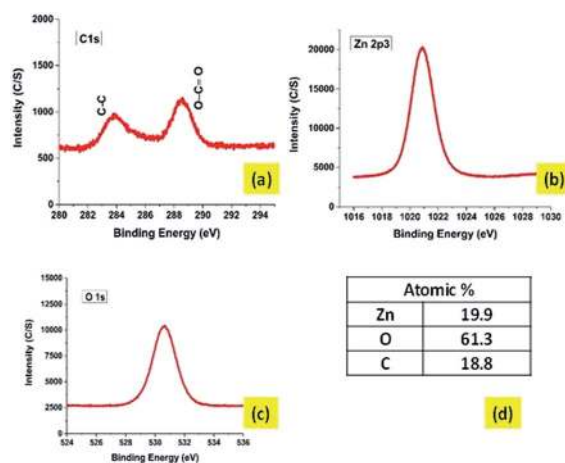 C1s
C-C
O-C=O
2000
1500
1000
500
0
Intensity (C/S)
280 282 284 286 288 290 292 294
Binding Energy (eV)
(a)
Zn 2p3
20000
15000
10000
5000
0
Intensity (C/S)
1016 1018 1020 1022 1024 1026 1028 1030
Binding Energy (eV)
(b)
O 1s
15000
12500
10000
7500
5000
2500
0
Intensity (C/S)
524 526 528 530 532 534 536
Binding Energy (eV)
(c)
Atomic %
Zn 19.9
O 61.3
C 18.8
(d)